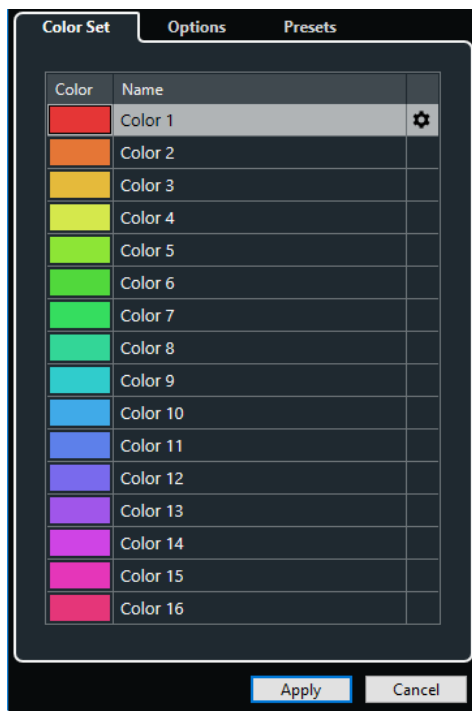 Color Set Options Presets
Color Name
Color 1
Color 2
Color 3
Color 4
Color 5
Color 6
Color 7
Color 8
Color 9
Color 10
Color 11
Color 12
Color 13
Color 14
Color 15
Color 16
Apply Cancel